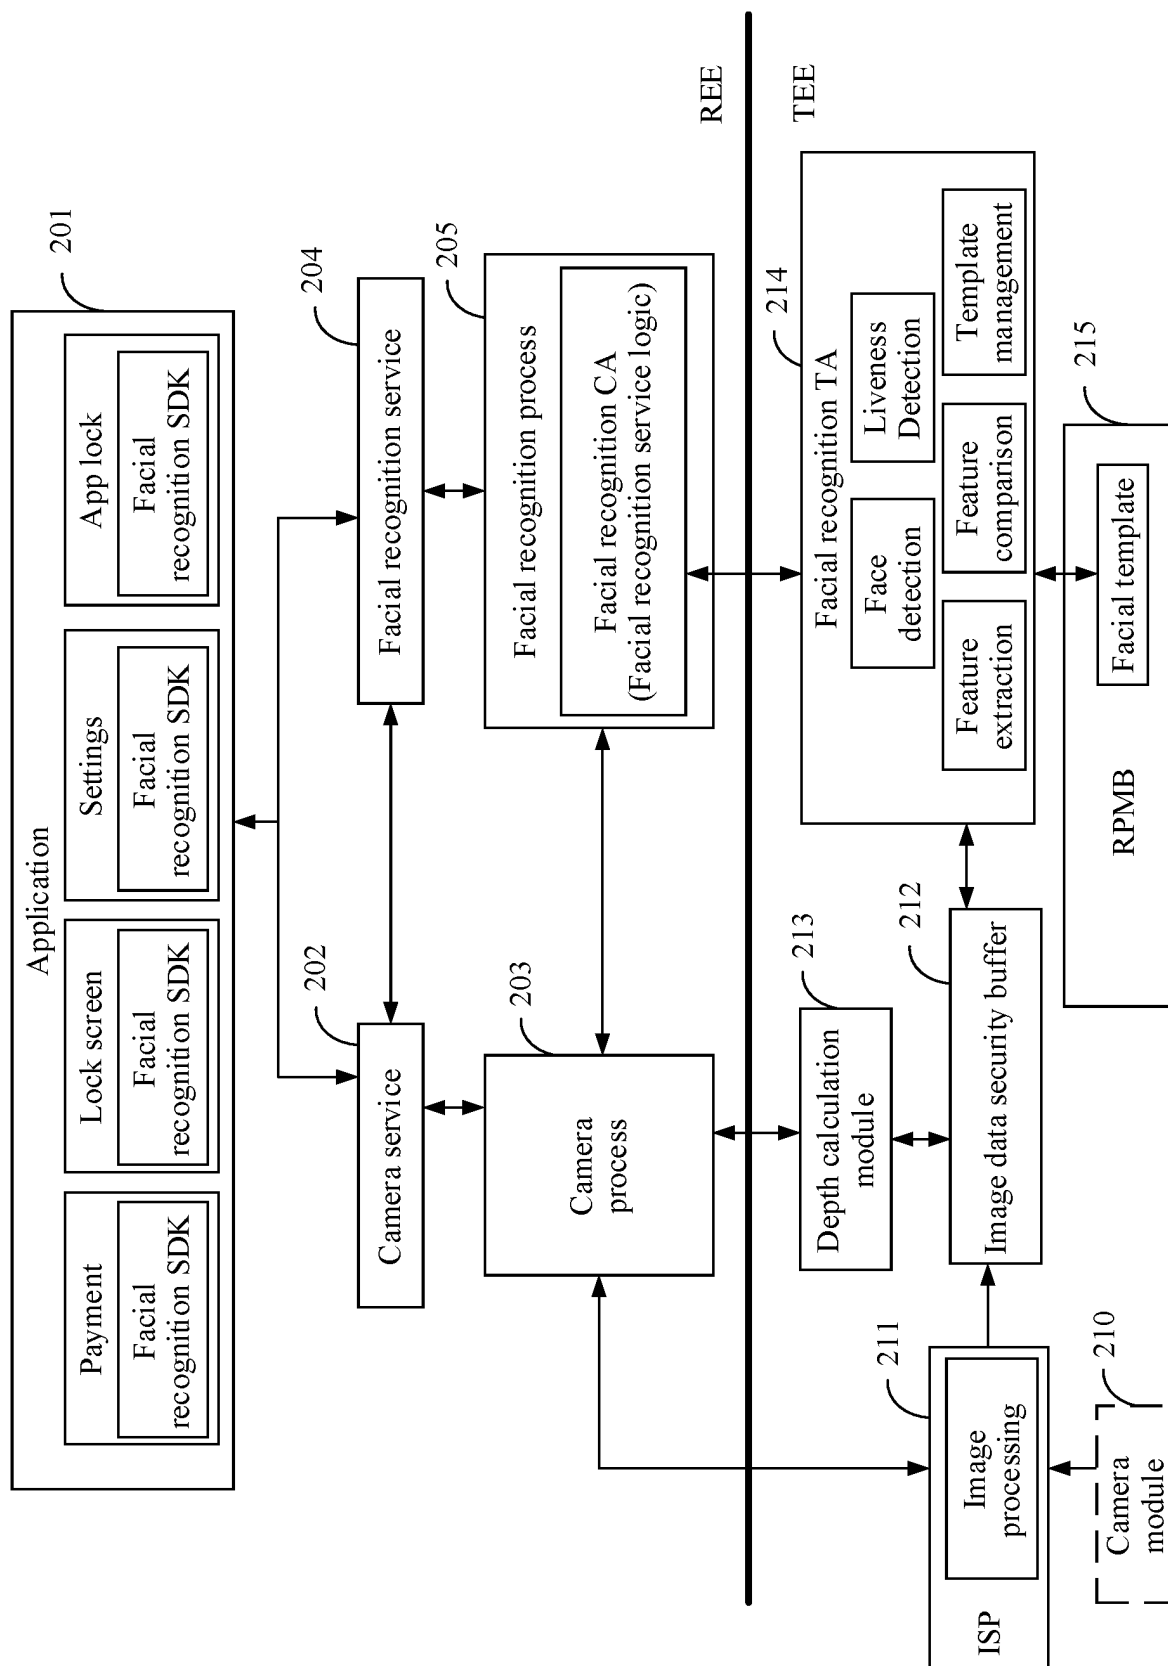 Application
201
Payment
Facial
recognition SDK
Lock screen
Facial
recognition SDK
Settings
Facial
recognition SDK
App lock
Facial
recognition SDK
202
Camera service
204
Facial recognition service
203
Camera
process
205
Facial recognition process
Facial recognition CA
(Facial recognition service logic)
REE
TEE
213
Depth calculation
module
214
Facial recognition TA
Face
detection
Liveness
Detection
Feature
extraction
Feature
comparison
Template
management
211
ISP
Image
processing
212
Image data security buffer
215
RPMB
Facial template
210
Camera
module